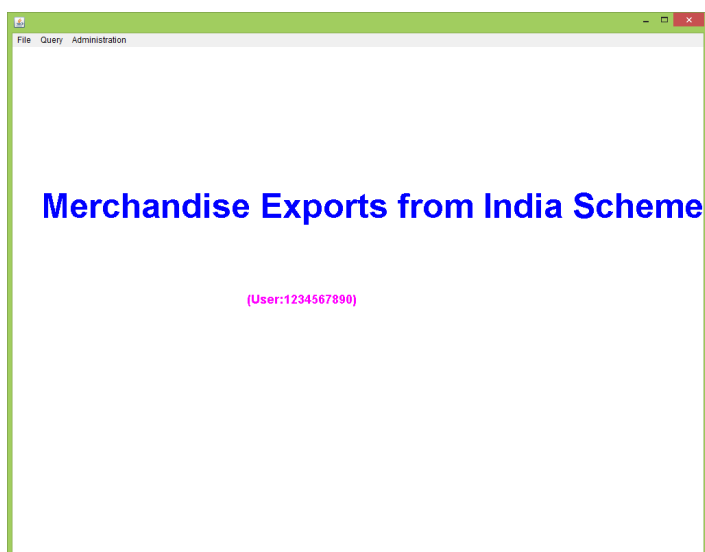 File Query Administration
Merchandise Exports from India Scheme
(User:1234567890)